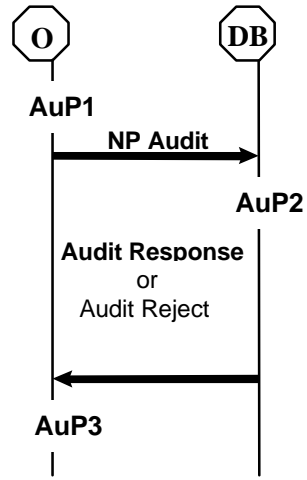 O
DB
AuP1
NP Audit
AuP2
Audit Response
or
Audit Reject
AuP3